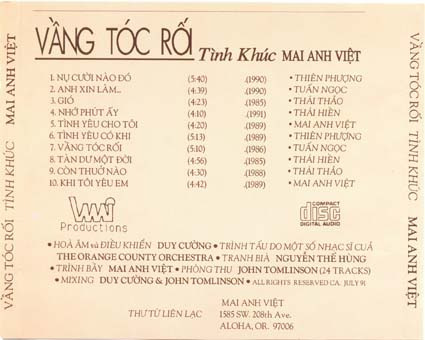 VẦNG TÓC RỐI Tình Khúc MAI ANH VIỆT
1. NỤ CƯỜI NÀO ĐÓ (5:40) .(1990) • THIÊN PHƯỢNG
2. ANH XIN LÀM... (4:39) .(1990) • TUẤN NGỌC
3. GIÓ (4:23) .(1985) • THÁI THẢO
4. NHỚ PHÚT ẤY (4:10) .(1991) • THÁI HIỀN
5. TÌNH YÊU CHO TÔI (4:20) .(1989) • MAI ANH VIỆT
6. TÌNH YÊU CÓ KHI (5:13) .(1989) • THIÊN PHƯỢNG
7. VẦNG TÓC RỐI (5:10) .(1986) • TUẤN NGỌC
8. TÀN DƯ MỘT ĐỜI (4:56) .(1985) • THÁI HIỀN
9. CÒN THUỞ NÀO (4:30) .(1988) • THÁI THẢO
10. KHI TÔI YÊU EM (4:42) .(1989) • MAI ANH VIỆT
Productions
COMPACT
disc
DIGITAL AUDIO
• HOÀ ÂM và ĐIỀU KHIỂN DUY CƯỜNG • TRÌNH TẤU DO MỘT SỐ NHẠC SĨ CUẢ
THE ORANGE COUNTY ORCHESTRA • TRANH BIÀ NGUYỄN THẾ HÙNG
• TRÌNH BÀY MAI ANH VIỆT • PHÒNG THU JOHN TOMLINSON (24 TRACKS)
• MIXING DUY CƯỜNG & JOHN TOMLINSON • ALL RIGHTS RESERVED CA. JULY 91
MAI ANH VIỆT
THƯ TỪ LIÊN LẠC 1585 SW. 208th Ave.
ALOHA, OR. 97006
VẦNG TÓC RỐI TÌNH KHÚC MAI ANH VIỆT
VẦNG TÓC RỐI TÌNH KHÚC MAI ANH VIỆT